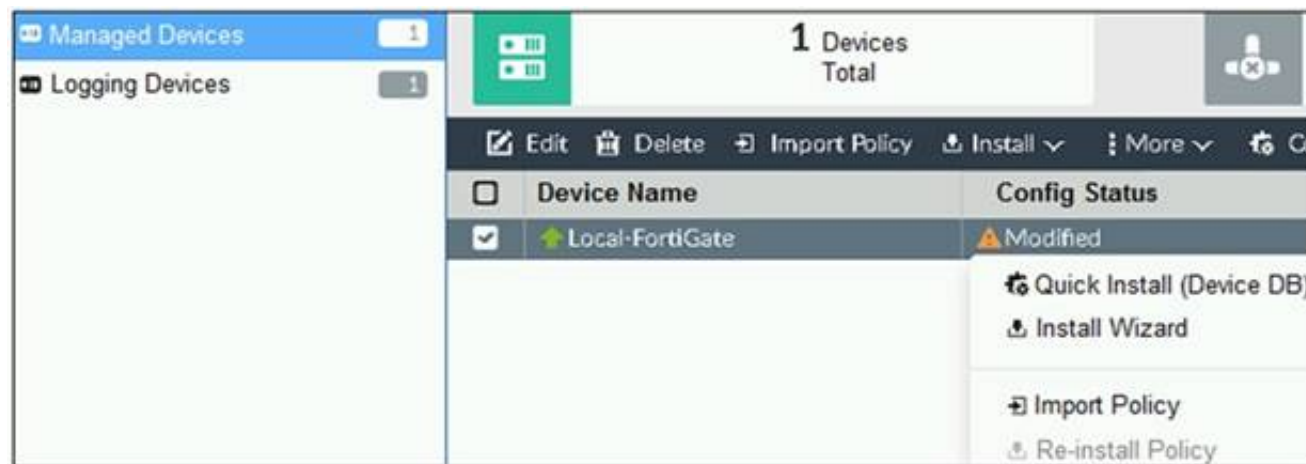 Managed Devices 1
Logging Devices 1
1 Devices
Total
Edit Delete Import Policy Install More
Device Name Config Status
Local-FortiGate Modified
Quick Install (Device DB)
Install Wizard
Import Policy
Re-install Policy